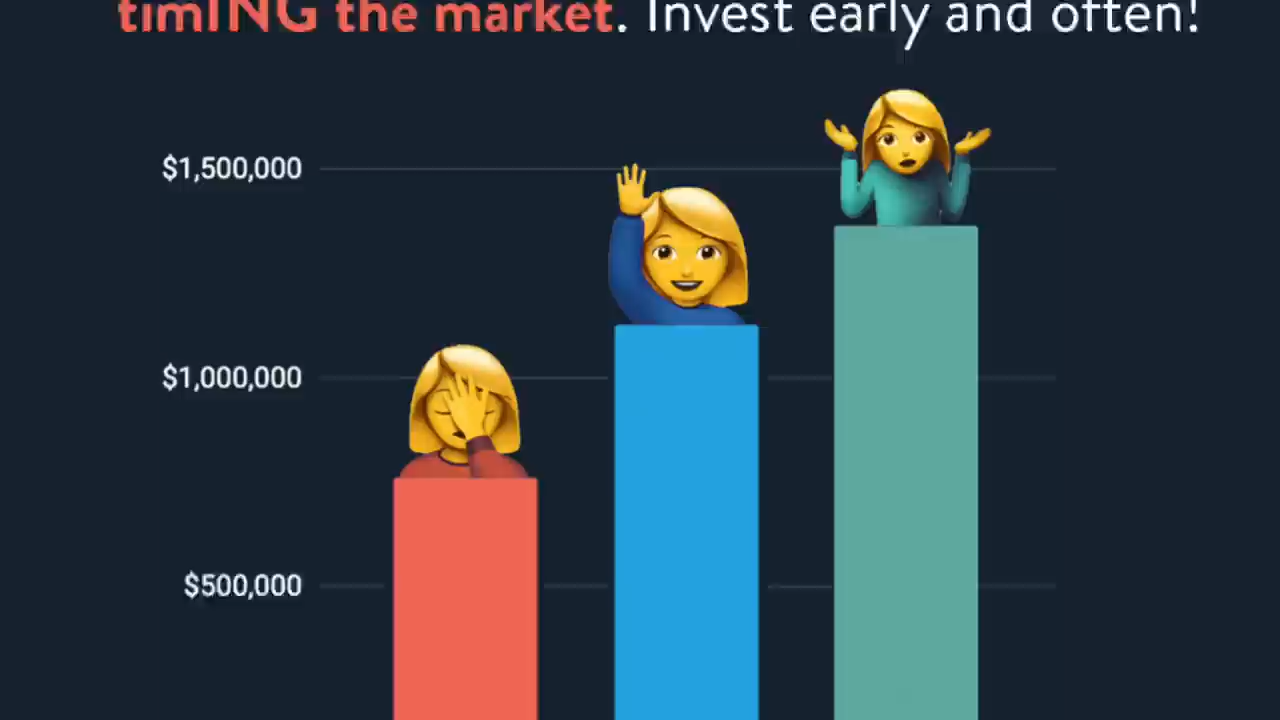 timING the market. Invest early and often!
$1,500,000
$1,000,000
$500,000